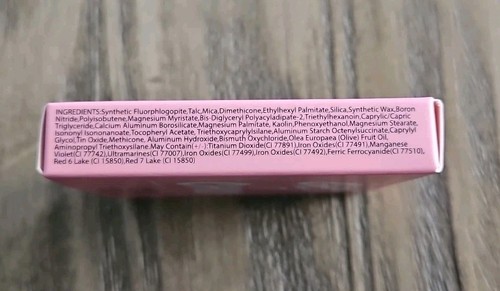 INGREDIENTS:Synthetic Fluorphlogopite,Talc,Mica,Dimethicone,Ethylhexyl Palmitate,Silica,Synthetic Wax,Boron
Nitride,Polyisobutene,Magnesium Myristate,Bis-Diglyceryl Polyacyladipate-2,Triethylhexanoin,Caprylic/Capric
Triglyceride,Calcium Aluminum Borosilicate,Magnesium Palmitate, Kaolin,Phenoxyethanol,Magnesium Stearate,
Isononyl Isononanoate,Tocopheryl Acetate, Triethoxycaprylylsilane,Aluminum Starch Octenylsuccinate,Caprylyl
Glycol,Tin Oxide,Methicone, Aluminum Hydroxide,Bismuth Oxychloride,Olea Europaea (Olive) Fruit Oil,
Aminopropyl Triethoxysilane.May Contain(+/-):Titanium Dioxide(CI 77891),Iron Oxides(CI 77491),Manganese
Violet(CI 77742),Ultramarines(CI 77007),Iron Oxides(CI 77499),Iron Oxides(CI 77492),Ferric Ferrocyanide(CI 77510),
Red 6 Lake (CI 15850),Red 7 Lake (CI 15850)